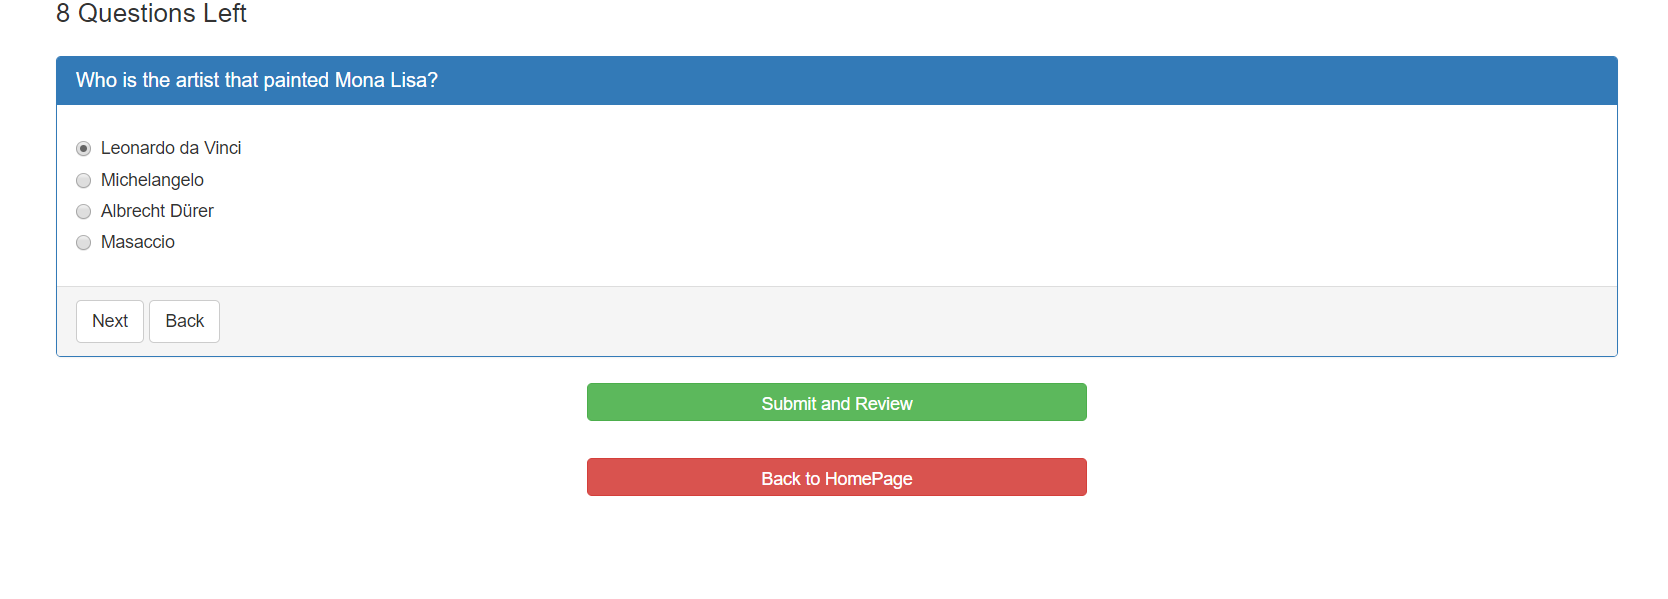 8 Questions Left
Who is the artist that painted Mona Lisa?
Leonardo da Vinci
Michelangelo
Albrecht Dürer
Masaccio
Next Back
Submit and Review
Back to HomePage